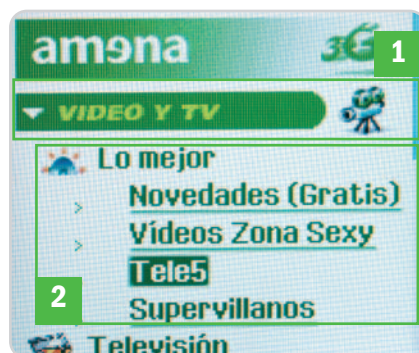 amena 3G
1
VIDEO Y TV
Lo mejor
> Novedades (Gratis)
> Vídeos Zona Sexy
Tele5
2
Supervillanos
Televisión